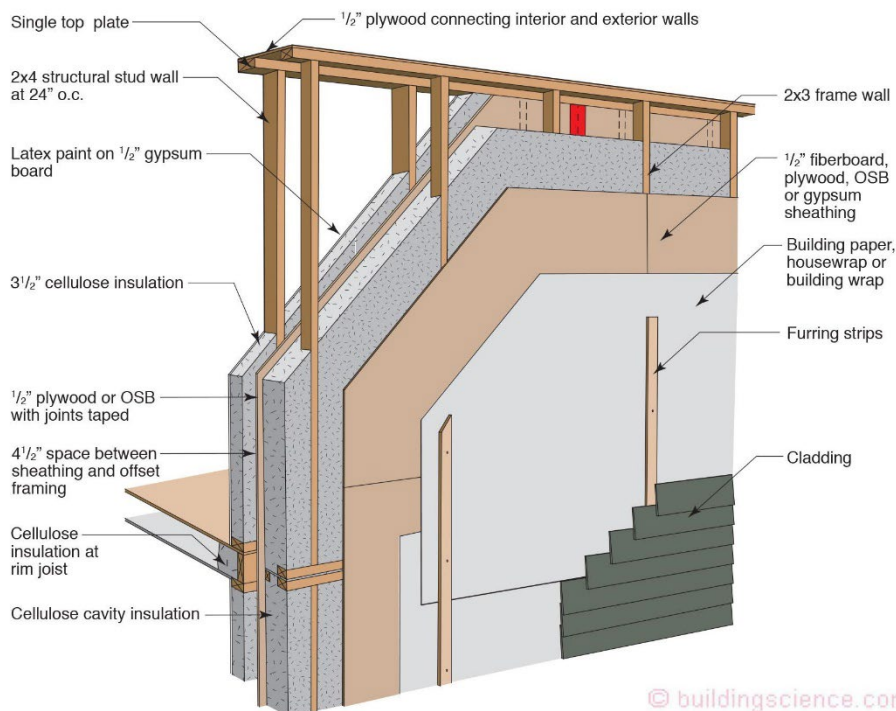 ½" plywood connecting interior and exterior walls
Single top plate
2x4 structural stud wall
at 24" o.c.
Latex paint on ½" gypsum
board
3½" cellulose insulation
½" plywood or OSB
with joints taped
4½" space between
sheathing and offset
framing
Cellulose
insulation at
rim joist
Cellulose cavity insulation
2x3 frame wall
½" fiberboard,
plywood, OSB
or gypsum
sheathing
Building paper,
housewrap or
building wrap
Furring strips
Cladding
© buildingscience.com